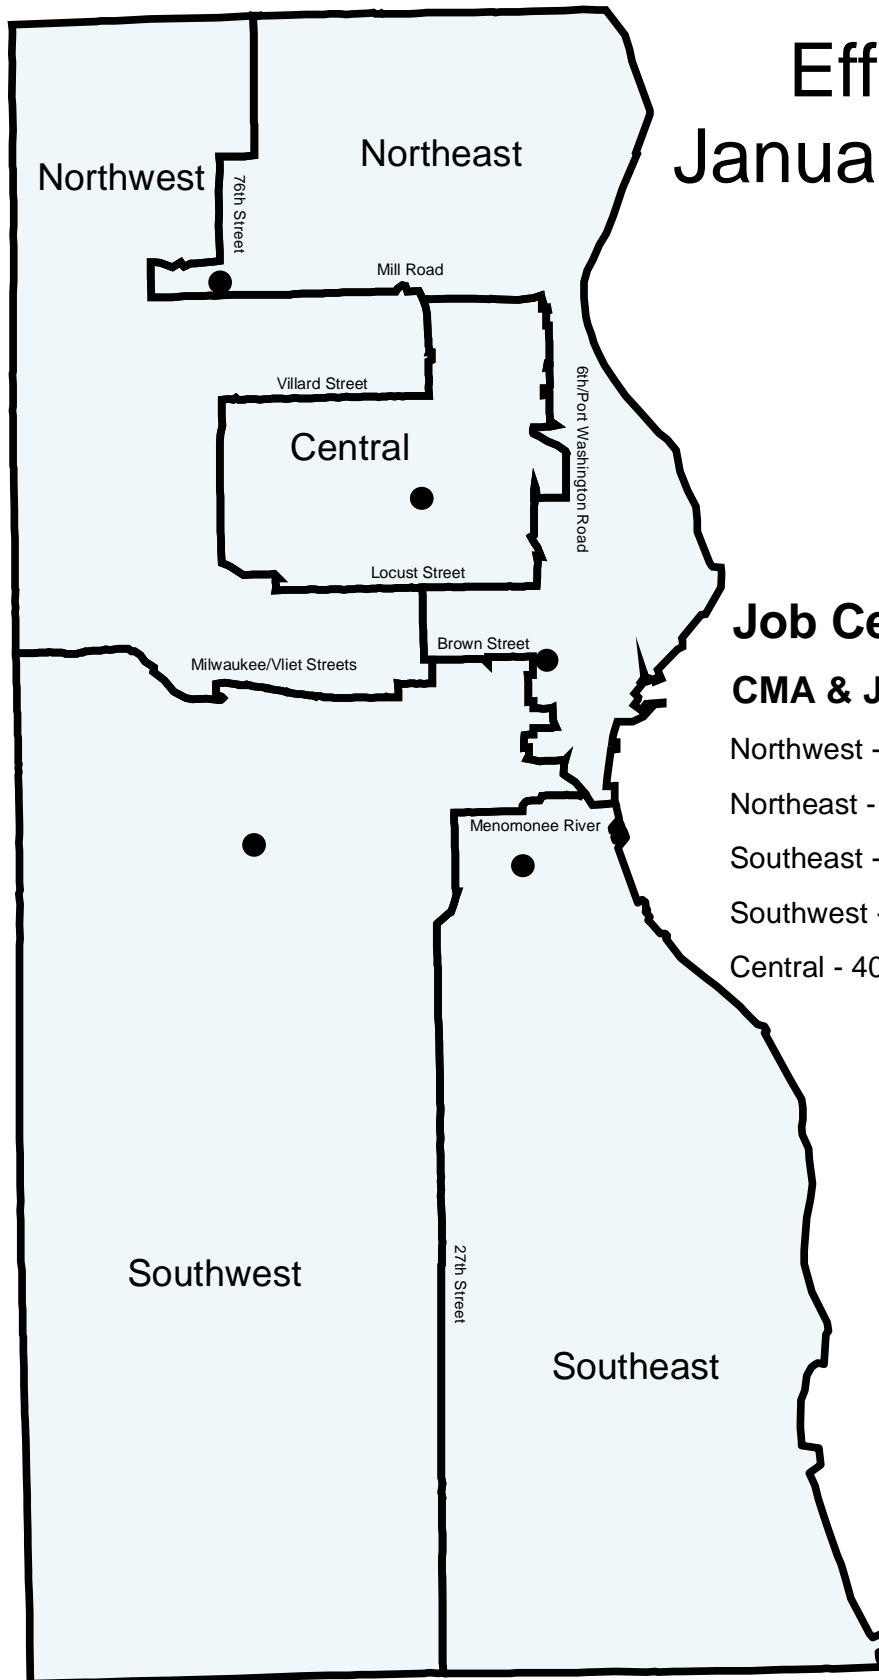 Eff
Janua
Northwest
Northeast
76th Street
Mill Road
Villard Street
6th/Port Washington Road
Central
Locust Street
Brown Street
Milwaukee/Vliet Streets
Menomonee River
Job Ce
CMA & J
Northwest -
Northeast -
Southeast -
Southwest -
Central - 40
Southwest
27th Street
Southeast